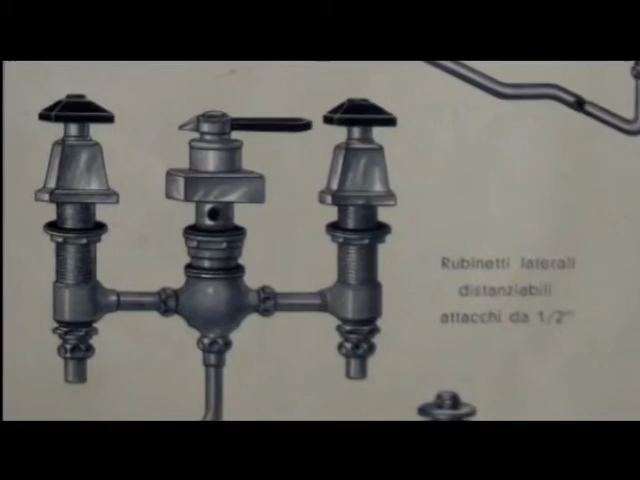 Rubinetti laterali
distanziabili
attacchi da 1/2"